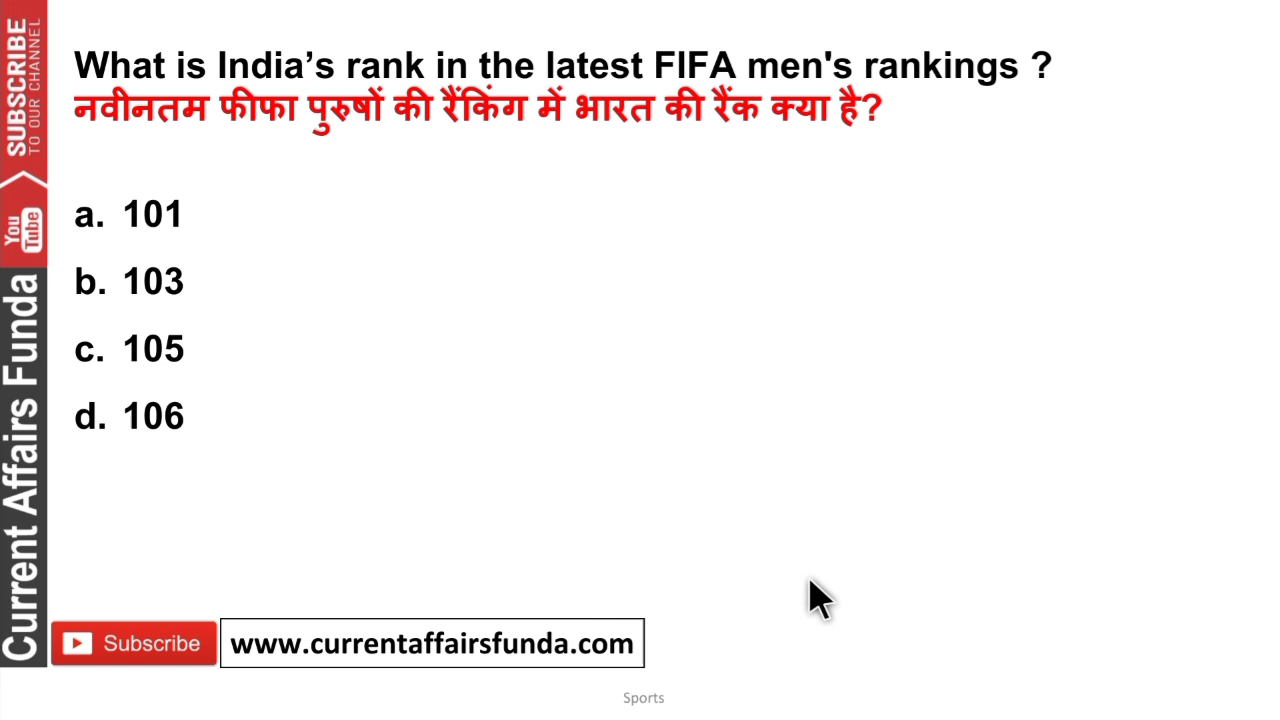 What is India’s rank in the latest FIFA men's rankings ?
नवीनतम फीफा पुरुषों की रैंकिंग में भारत की रैंक क्या है?
a. 101
b. 103
c. 105
d. 106
SUBSCRIBE
TO OUR CHANNEL
You
Tube
Current Affairs Funda
Subscribe
www.currentaffairsfunda.com
Sports